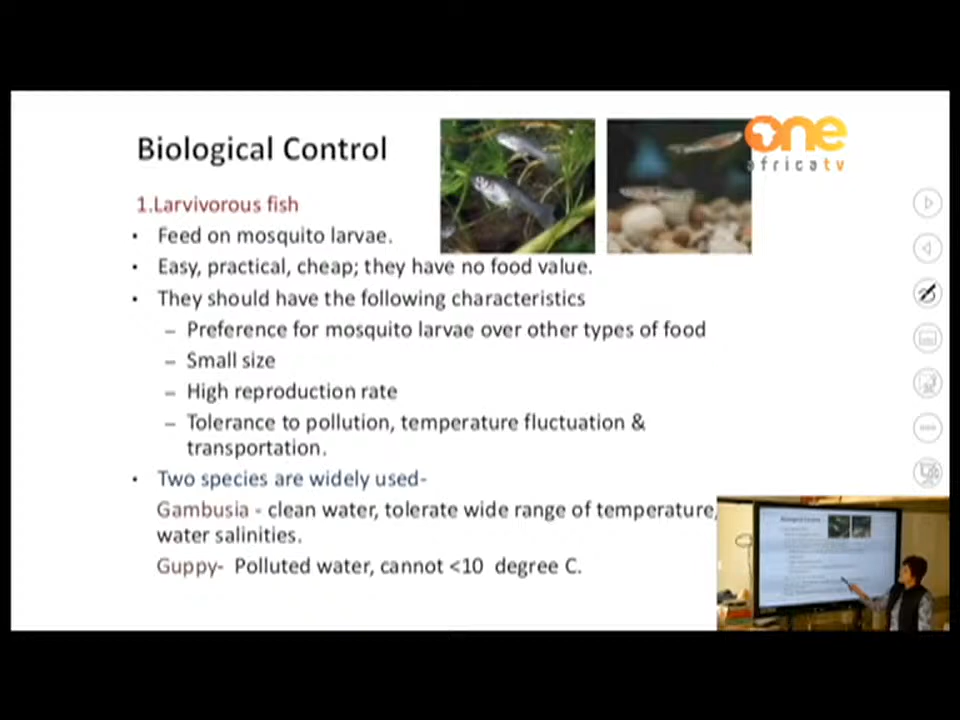 Biological Control
one
africa tv
1.Larvivorous fish
• Feed on mosquito larvae.
• Easy, practical, cheap; they have no food value.
• They should have the following characteristics
– Preference for mosquito larvae over other types of food
– Small size
– High reproduction rate
– Tolerance to pollution, temperature fluctuation &
transportation.
• Two species are widely used-
Gambusia - clean water, tolerate wide range of temperature,
water salinities.
Guppy- Polluted water, cannot <10 degree C.
Biological Control